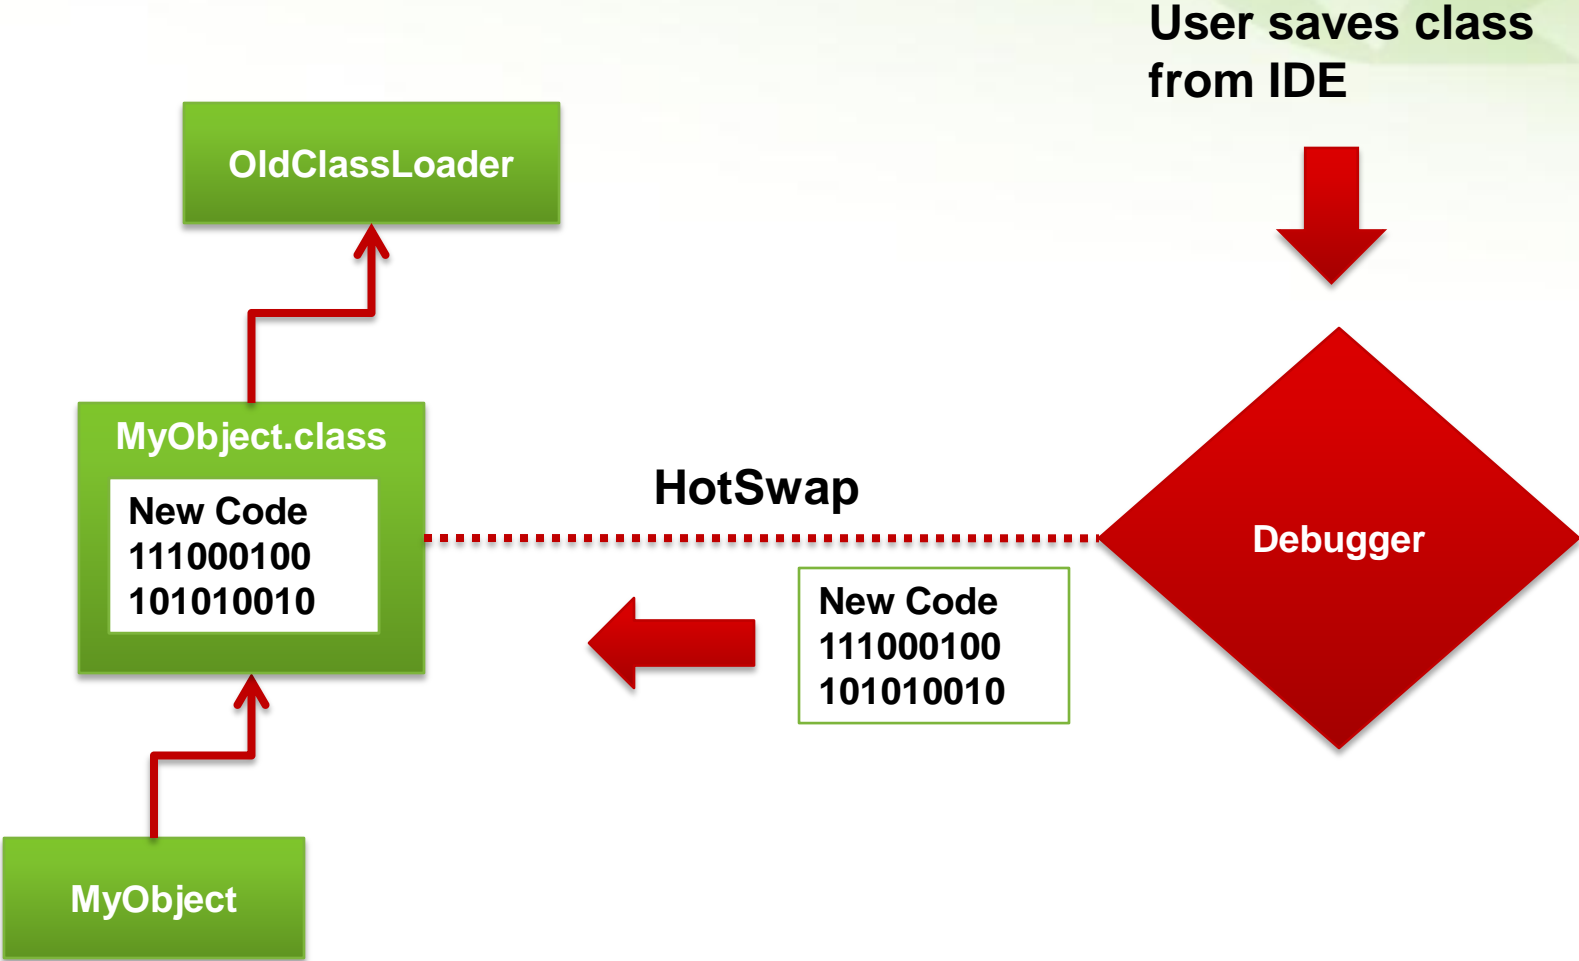 User saves class
from IDE
OldClassLoader
MyObject.class
New Code
111000100
101010010
HotSwap
New Code
111000100
101010010
Debugger
MyObject